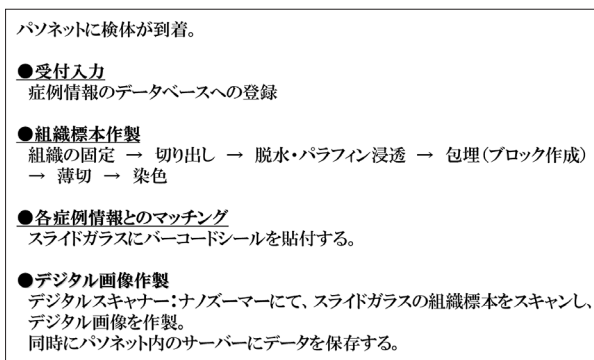 パソネットに検体が到着。
●受付入力
症例情報のデータベースへの登録
●組織標本作製
組織の固定 → 切り出し → 脱水・パラフィン浸透 → 包埋(ブロック作成)
→ 薄切 → 染色
●各症例情報とのマッチング
スライドガラスにバーコードシールを貼付する。
●デジタル画像作製
デジタルスキャナー:ナノズーマーにて、スライドガラスの組織標本をスキャンし、
デジタル画像を作製。
同時にパソネット内のサーバーにデータを保存する。